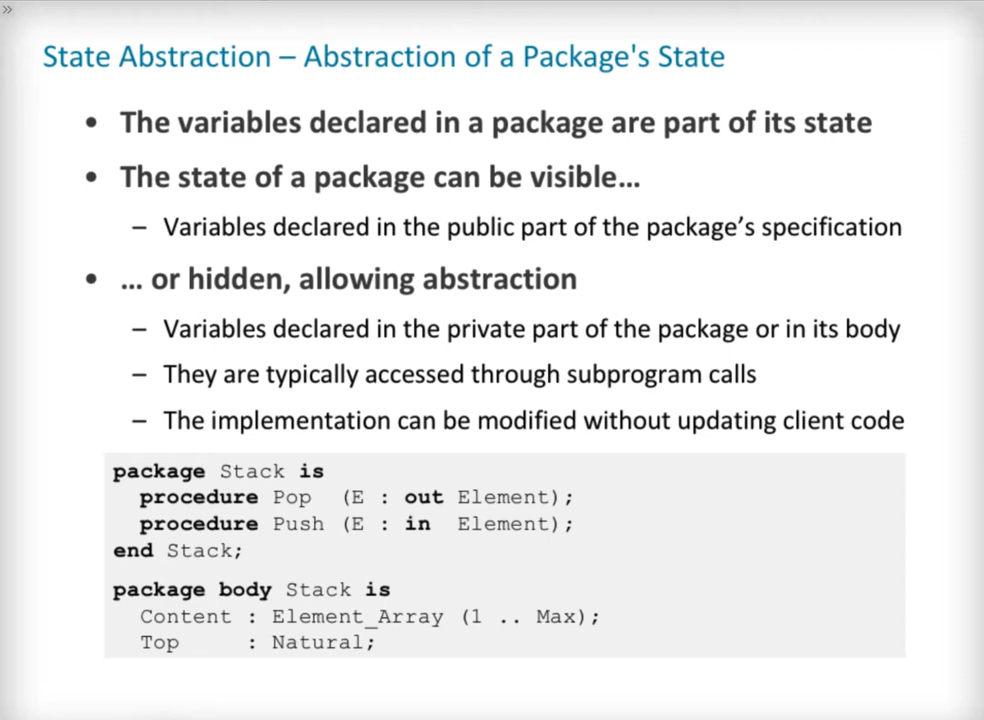 »
State Abstraction – Abstraction of a Package's State
• The variables declared in a package are part of its state
• The state of a package can be visible...
– Variables declared in the public part of the package’s specification
• ... or hidden, allowing abstraction
– Variables declared in the private part of the package or in its body
– They are typically accessed through subprogram calls
– The implementation can be modified without updating client code
package Stack is
  procedure Pop  (E : out Element);
  procedure Push (E : in  Element);
end Stack;
package body Stack is
  Content : Element_Array (1 .. Max);
  Top     : Natural;